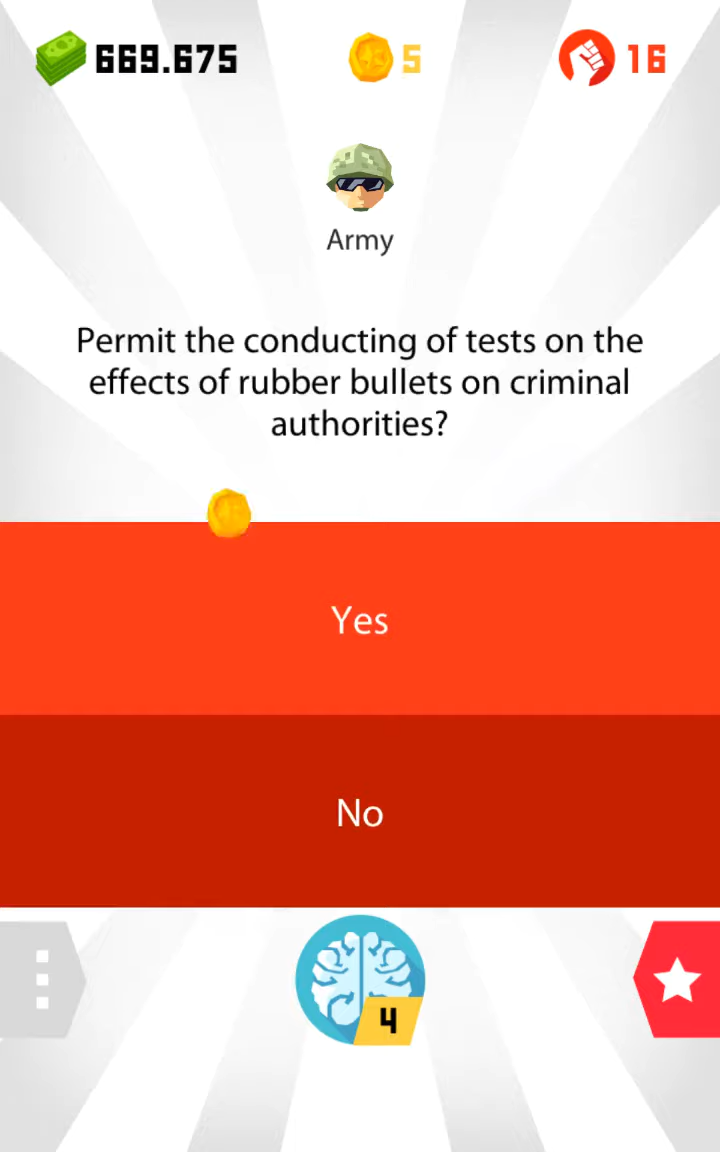 669.675 5 16
Army
Permit the conducting of tests on the
effects of rubber bullets on criminal
authorities?
Yes
No
4